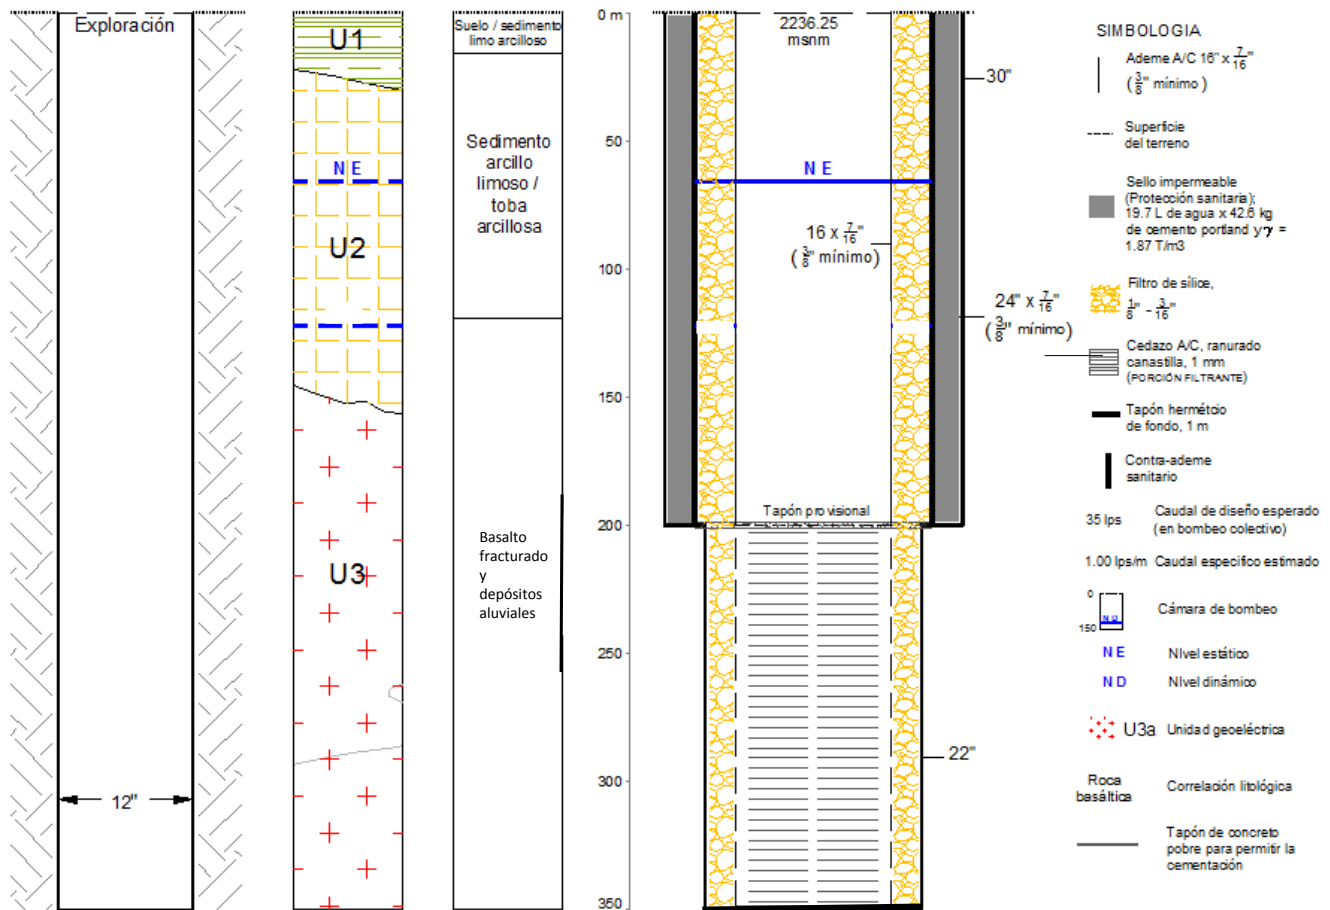 Exploración
12"
U1
N E
U2
U3
Suelo / sedimento
limo arcilloso
Sedimento
arcillo
limoso /
toba
arcillosa
Basalto
fracturado
y
depósitos
aluviales
0 m
50
100
150
200
250
300
350
2236.25
msnm
30"
N E
16 x 7/16"
(3/8" mínimo)
24" x 7/16"
(3/8" mínimo)
Tapón provisional
22"
SIMBOLOGIA
Ademe A/C 16" x 7/16"
(3/8" mínimo)
Superficie
del terreno
Sello impermeable
(Protección sanitaria);
19.7 L de agua x 42.6 kg
de cemento portland y γ =
1.87 T/m3
Filtro de sílice,
1/8" - 3/16"
Cedazo A/C, ranurado
canastilla, 1 mm
(PORCIÓN FILTRANTE)
Tapón hermétcio
de fondo, 1 m
Contra-ademe
sanitario
35 lps Caudal de diseño esperado
(en bombeo colectivo)
1.00 lps/m Caudal especifico estimado
0
N D
150
Cámara de bombeo
N E Nivel estático
N D Nivel dinámico
U3a Unidad geoeléctrica
Roca
basáltica
Correlación litológica
Tapón de concreto
pobre para permitir la
cementación